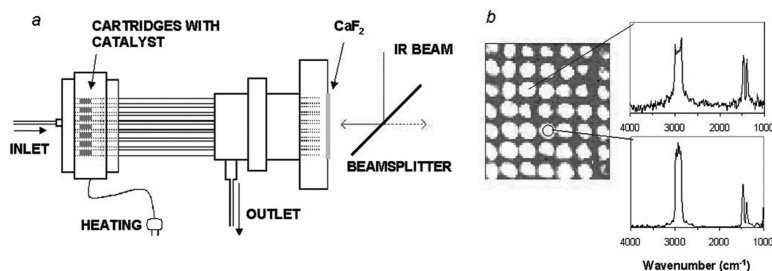 a
CARTRIDGES WITH
CATALYST
CaF2
IR BEAM
INLET
BEAMSPLITTER
HEATING
OUTLET
b
4000 3000 2000 1000
4000 3000 2000 1000
Wavenumber (cm-1)